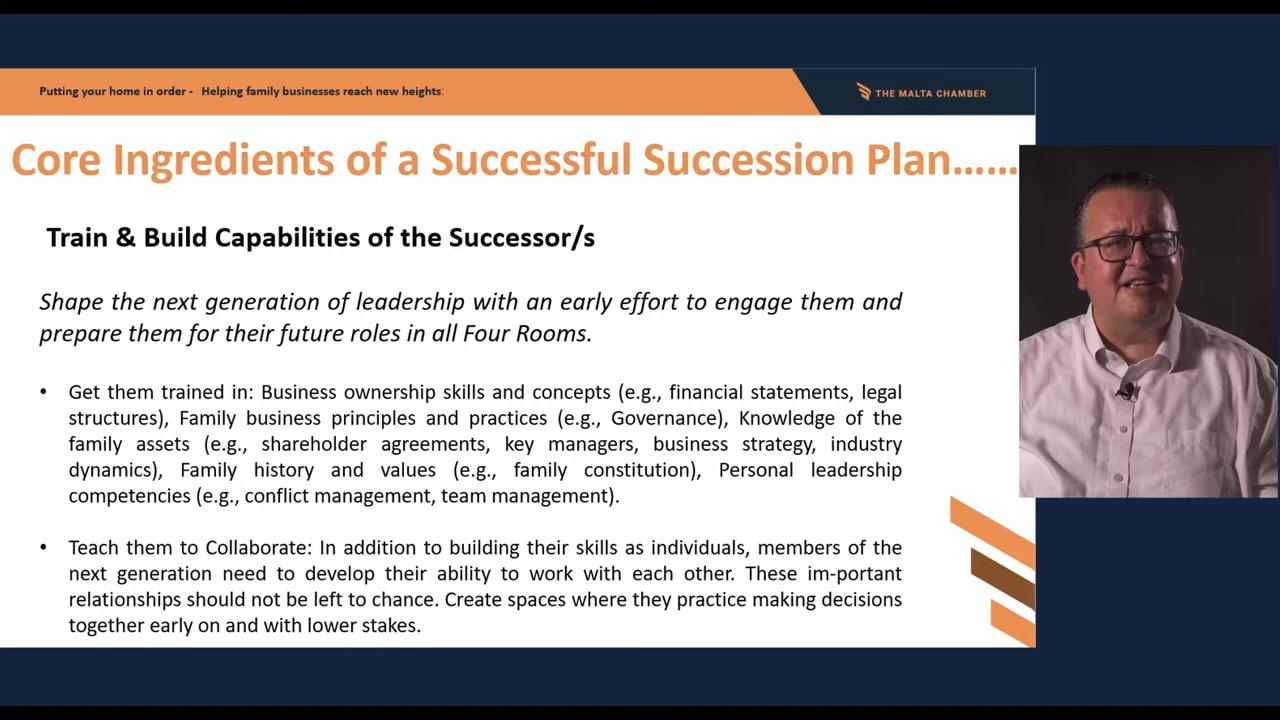 Putting your home in order - Helping family businesses reach new heights:
THE MALTA CHAMBER
Core Ingredients of a Successful Succession Plan......
Train & Build Capabilities of the Successor/s
Shape the next generation of leadership with an early effort to engage them and
prepare them for their future roles in all Four Rooms.
• Get them trained in: Business ownership skills and concepts (e.g., financial statements, legal
structures), Family business principles and practices (e.g., Governance), Knowledge of the
family assets (e.g., shareholder agreements, key managers, business strategy, industry
dynamics), Family history and values (e.g., family constitution), Personal leadership
competencies (e.g., conflict management, team management).
• Teach them to Collaborate: In addition to building their skills as individuals, members of the
next generation need to develop their ability to work with each other. These im-portant
relationships should not be left to chance. Create spaces where they practice making decisions
together early on and with lower stakes.